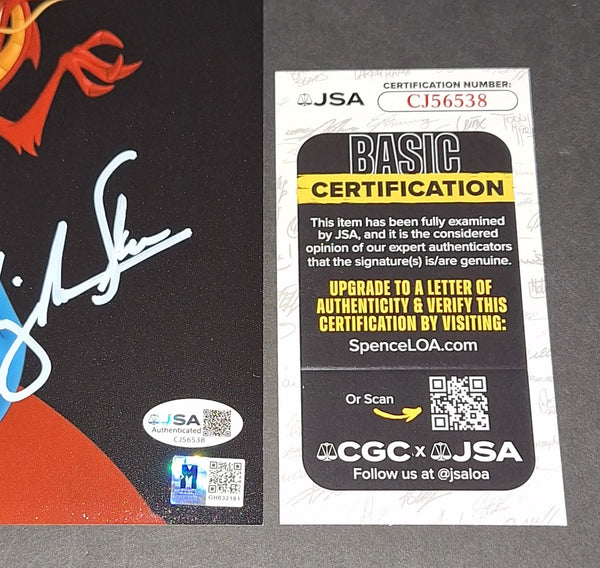 JSA
CERTIFICATION NUMBER:
CJ56538
BASIC
CERTIFICATION
This item has been fully examined
by JSA, and it is the considered
opinion of our expert authenticators
that the signature(s) is/are genuine.
UPGRADE TO A LETTER OF
AUTHENTICITY & VERIFY THIS
CERTIFICATION BY VISITING:
SpenceLOA.com
Or Scan
CGC x JSA
Follow us at @jsaloa
JSA
Authenticated
CJ56538
GH032181